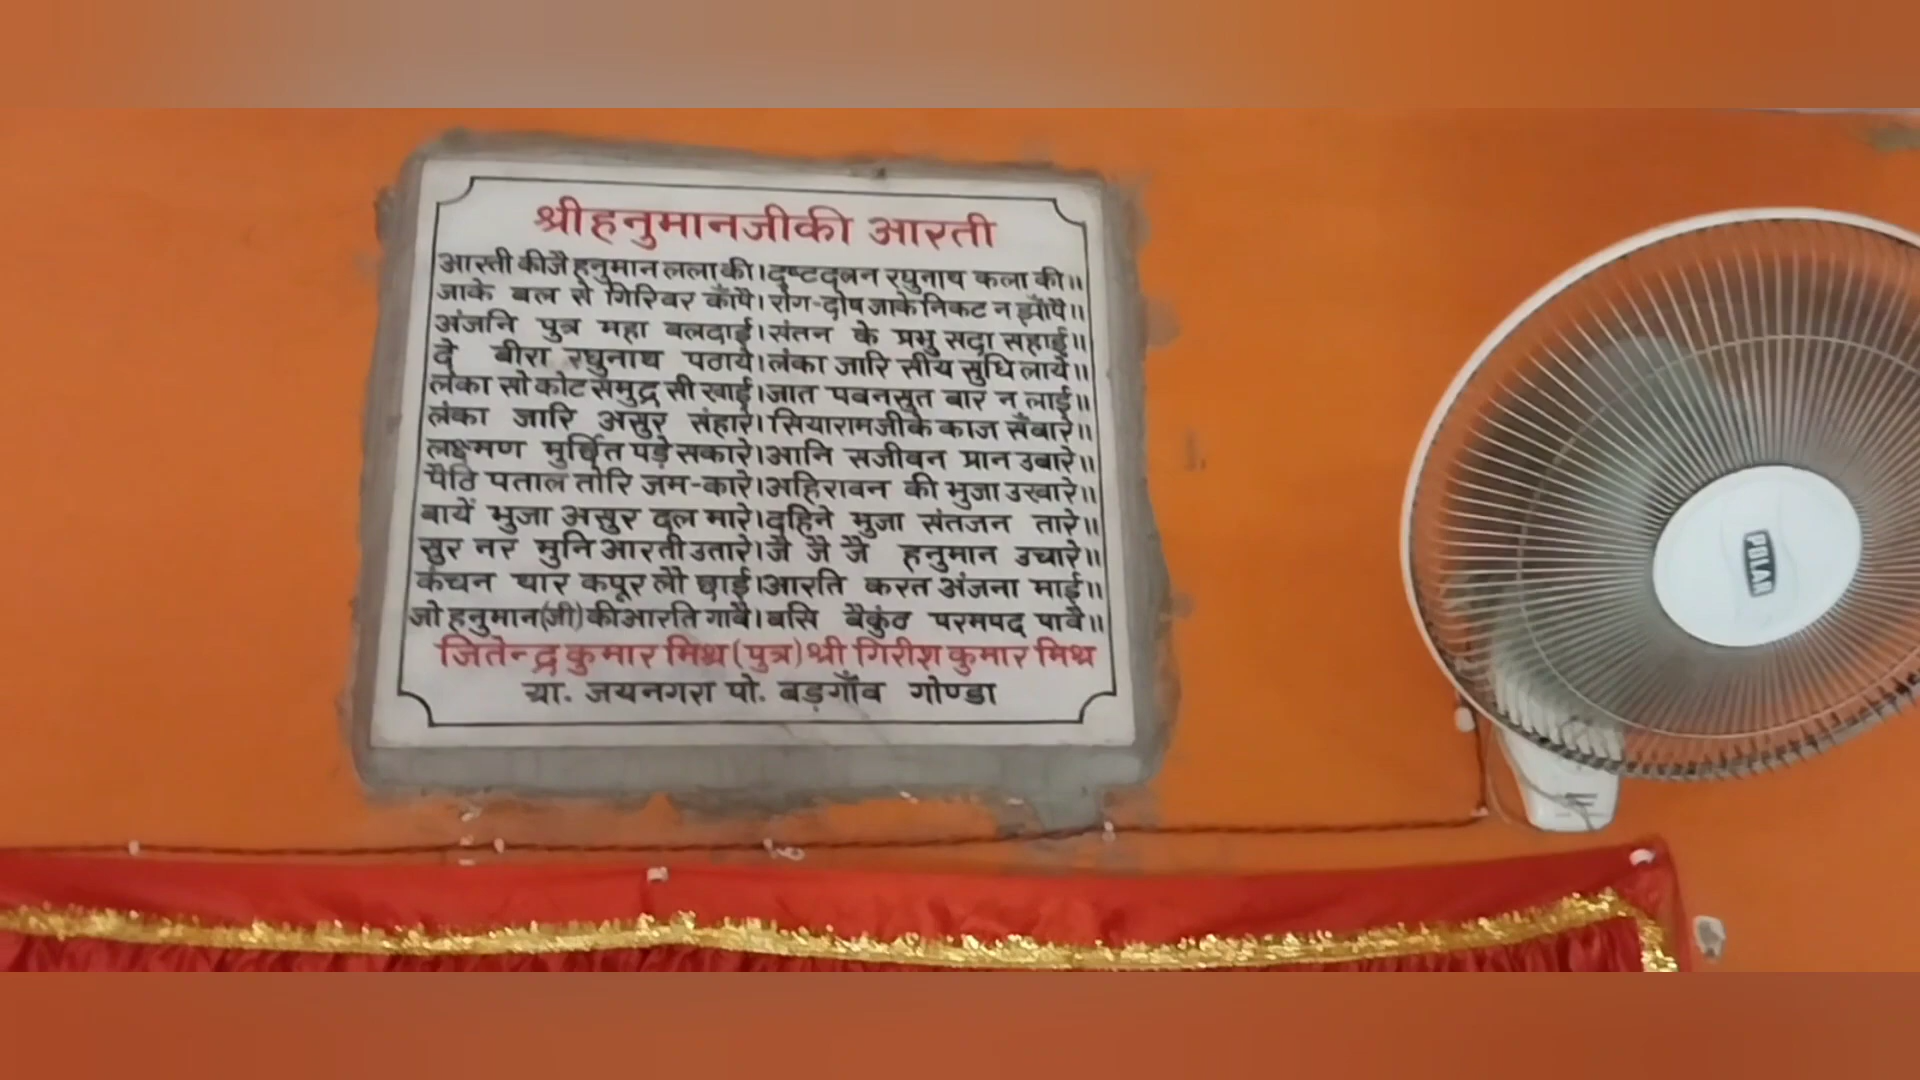 श्रीहनुमानजीकी आरती
आरती कीजै हनुमान लला की। दुष्टदलन रघुनाथ कला की॥
जाके बल से गिरिवर काँपै। रोग-दोष जाके निकट न झाँपै॥
अंजनि पुत्र महा बलदाई। संतन के प्रभु सदा सहाई॥
दे बीरा रघुनाथ पठाये। लंका जारि सीय सुधि लाये॥
लंका सो कोट समुद्र सी खाई। जात पवनसुत बार न लाई॥
लंका जारि असुर संहारे। सियारामजीके काज सँवारे॥
लक्ष्मण मुर्छित पड़े सकारे। आनि सजीवन प्रान उबारे॥
पैठि पताल तोरि जम-कारे। अहिरावन की भुजा उखारे॥
बायें भुजा असुर दल मारे। दहिने भुजा संतजन तारे॥
सुर नर मुनि आरती उतारे। जै जै जै हनुमान उचारे॥
कंचन थार कपूर लौ छाई। आरति करत अंजना माई॥
जो हनुमान(जी) की आरति गावै। बसि बैकुंठ परमपद पावै॥
जितेन्द्र कुमार मिश्र (पुत्र) श्री गिरीश कुमार मिश्र
ग्रा. जयनगरा पो. बड़गाँव गोण्डा
POLAR